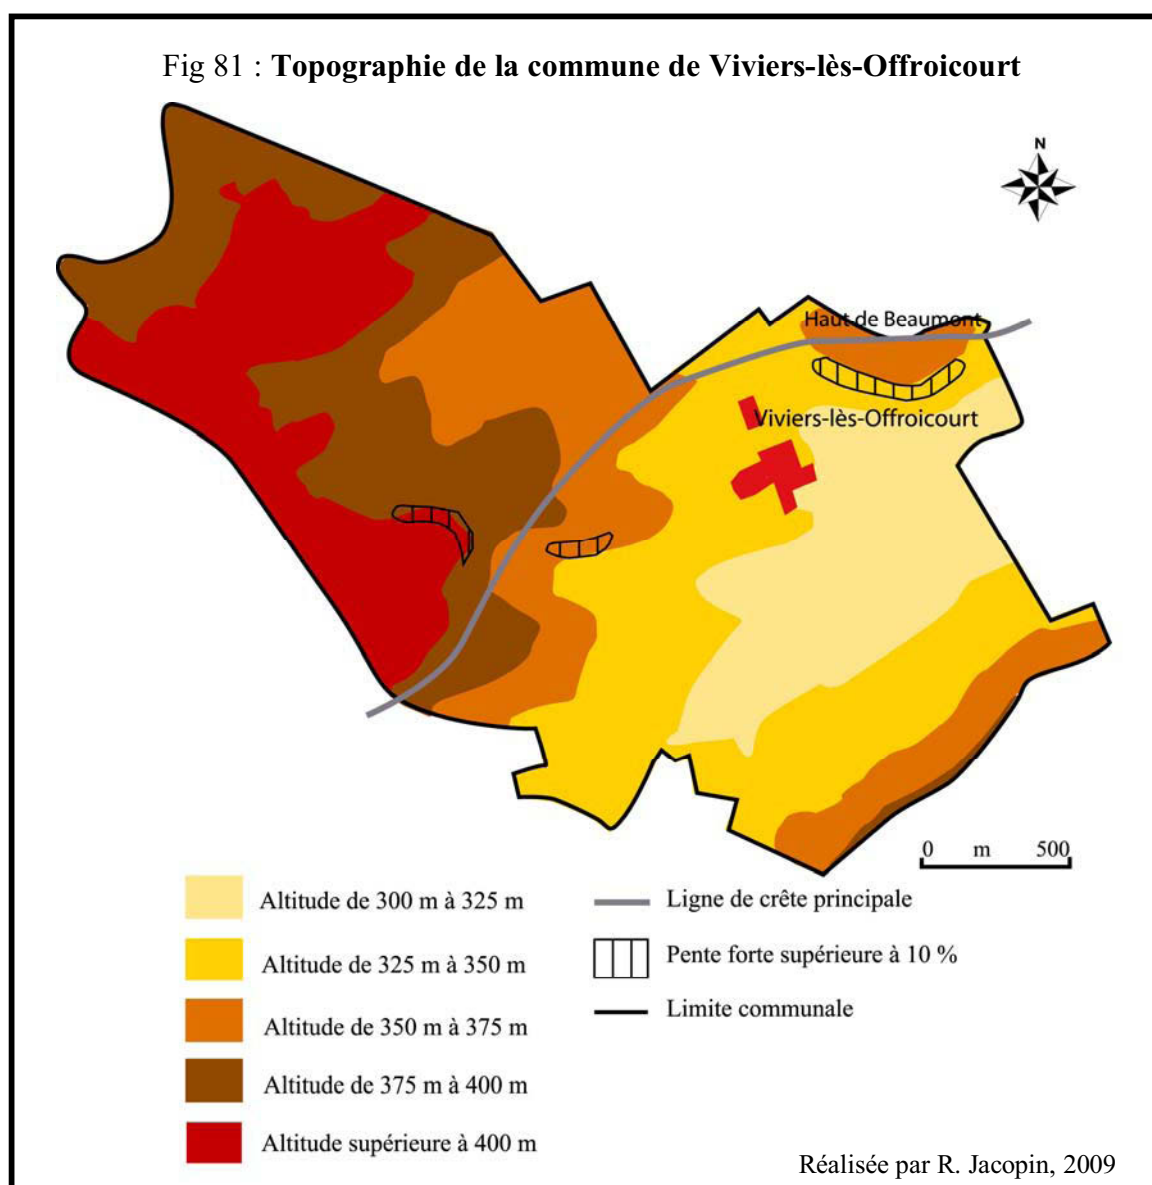 Fig 81 : Topographie de la commune de Viviers-lès-Offroicourt
N
Haut de Beaumont
Viviers-lès-Offroicourt
0 m 500
Altitude de 300 m à 325 m
Altitude de 325 m à 350 m
Altitude de 350 m à 375 m
Altitude de 375 m à 400 m
Altitude supérieure à 400 m
Ligne de crête principale
Pente forte supérieure à 10 %
Limite communale
Réalisée par R. Jacopin, 2009